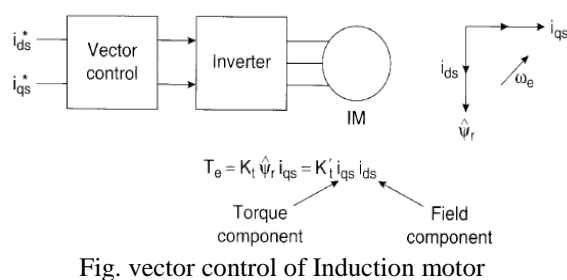 i*ds
i*qs
Vector
control
Inverter
IM
iqs
ids
ωe
ψ̂r
Te = Kt ψ̂r iqs = K't iqs ids
Torque
component
Field
component
Fig. vector control of Induction motor